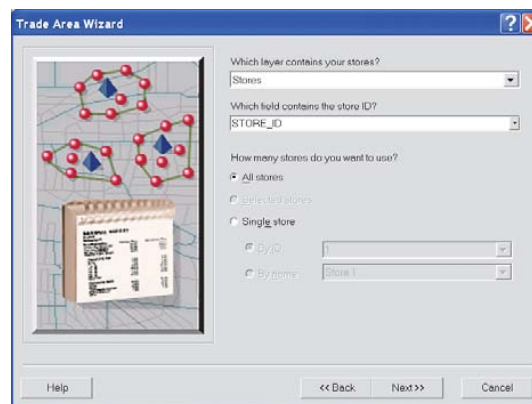 Trade Area Wizard
Which layer contains your stores?
Stores
Which field contains the store ID?
STORE_ID
How many stores do you want to use?
All stores
Selected stores
Single store
By ID
1
By name
Store 1
Help
<< Back
Next >>
Cancel